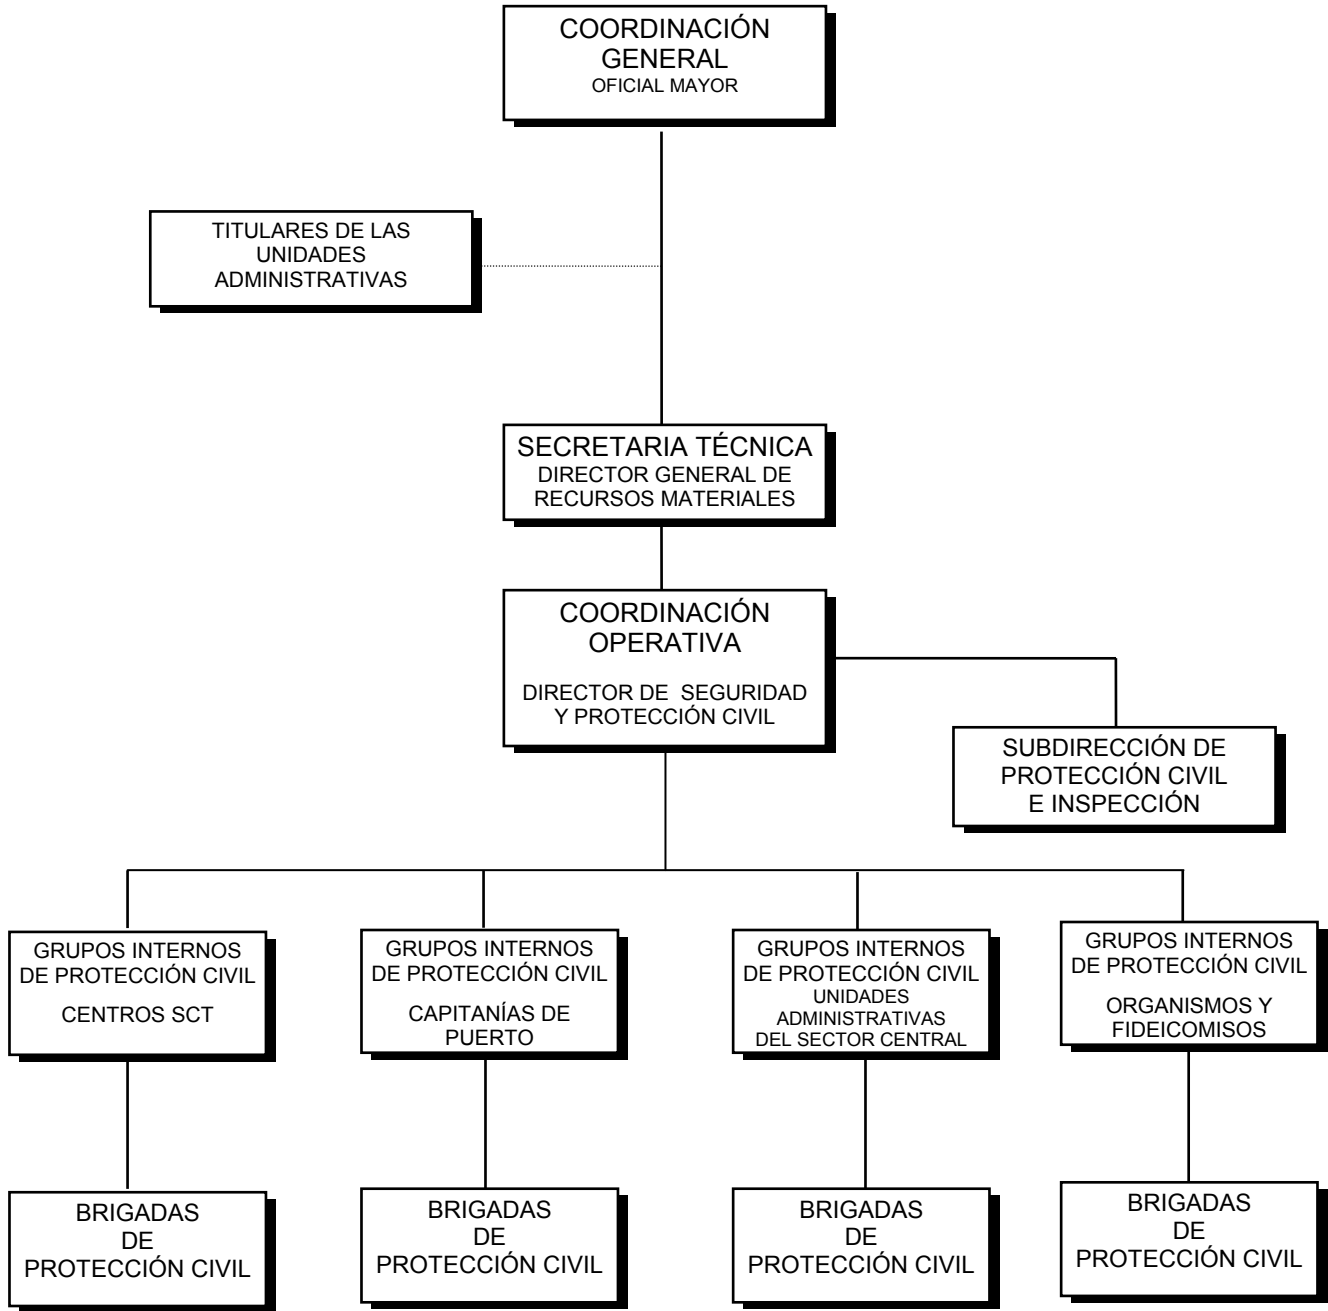 COORDINACIÓN
GENERAL
OFICIAL MAYOR
TITULARES DE LAS
UNIDADES
ADMINISTRATIVAS
SECRETARIA TÉCNICA
DIRECTOR GENERAL DE
RECURSOS MATERIALES
COORDINACIÓN
OPERATIVA
DIRECTOR DE SEGURIDAD
Y PROTECCIÓN CIVIL
SUBDIRECCIÓN DE
PROTECCIÓN CIVIL
E INSPECCIÓN
GRUPOS INTERNOS
DE PROTECCIÓN CIVIL
CENTROS SCT
GRUPOS INTERNOS
DE PROTECCIÓN CIVIL
CAPITANÍAS DE
PUERTO
GRUPOS INTERNOS
DE PROTECCIÓN CIVIL
UNIDADES
ADMINISTRATIVAS
DEL SECTOR CENTRAL
GRUPOS INTERNOS
DE PROTECCIÓN CIVIL
ORGANISMOS Y
FIDEICOMISOS
BRIGADAS
DE
PROTECCIÓN CIVIL
BRIGADAS
DE
PROTECCIÓN CIVIL
BRIGADAS
DE
PROTECCIÓN CIVIL
BRIGADAS
DE
PROTECCIÓN CIVIL